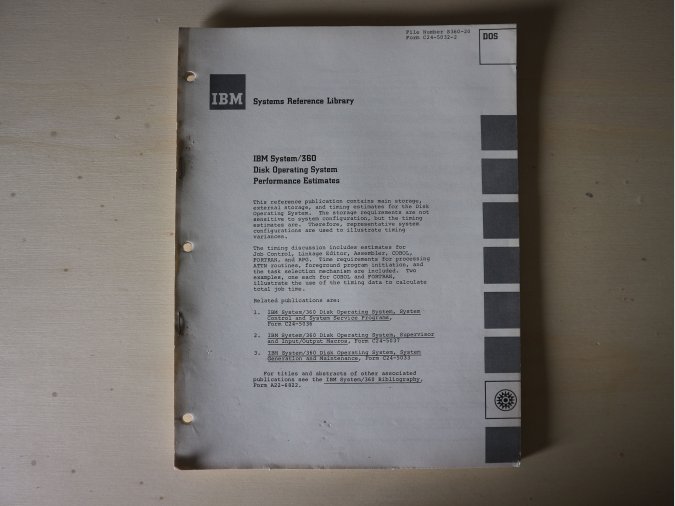 File Number S360-20
Form C24-5032-2
DOS
IBM
Systems Reference Library
IBM System/360
Disk Operating System
Performance Estimates
This reference publication contains main storage,
external storage, and timing estimates for the Disk
Operating System. The storage requirements are not
sensitive to system configuration, but the timing
estimates are. Therefore, representative system
configurations are used to illustrate timing
variances.
The timing discussion includes estimates for
Job Control, Linkage Editor, Assembler, COBOL,
FORTRAN, and RPG. Time requirements for processing
ATTN routines, foreground program initiation, and
the task selection mechanism are included. Two
examples, one each for COBOL and FORTRAN,
illustrate the use of the timing data to calculate
total job time.
Related publications are:
1. IBM System/360 Disk Operating System, System
Control and System Service Programs,
Form C24-5036
2. IBM System/360 Disk Operating System, Supervisor
and Input/Output Macros, Form C24-5037
3. IBM System/360 Disk Operating System, System
Generation and Maintenance, Form C24-5033
For titles and abstracts of other associated
publications see the IBM System/360 Bibliography,
Form A22-6822.